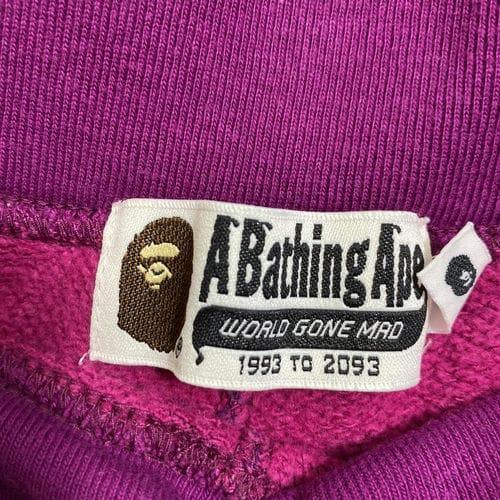 A Bathing Ape
WORLD GONE MAD
1993 TO 2093
®